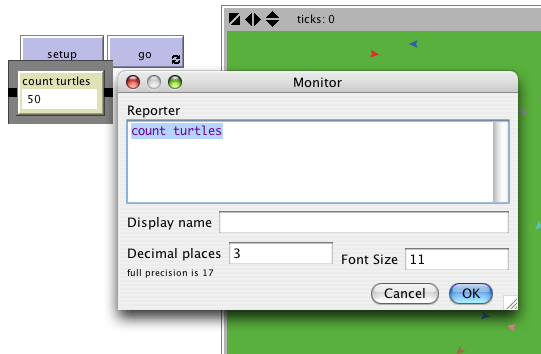 ticks: 0
setup
go
count turtles
50
Monitor
Reporter
count turtles
Display name
Decimal places 3
full precision is 17
Font Size 11
Cancel
OK